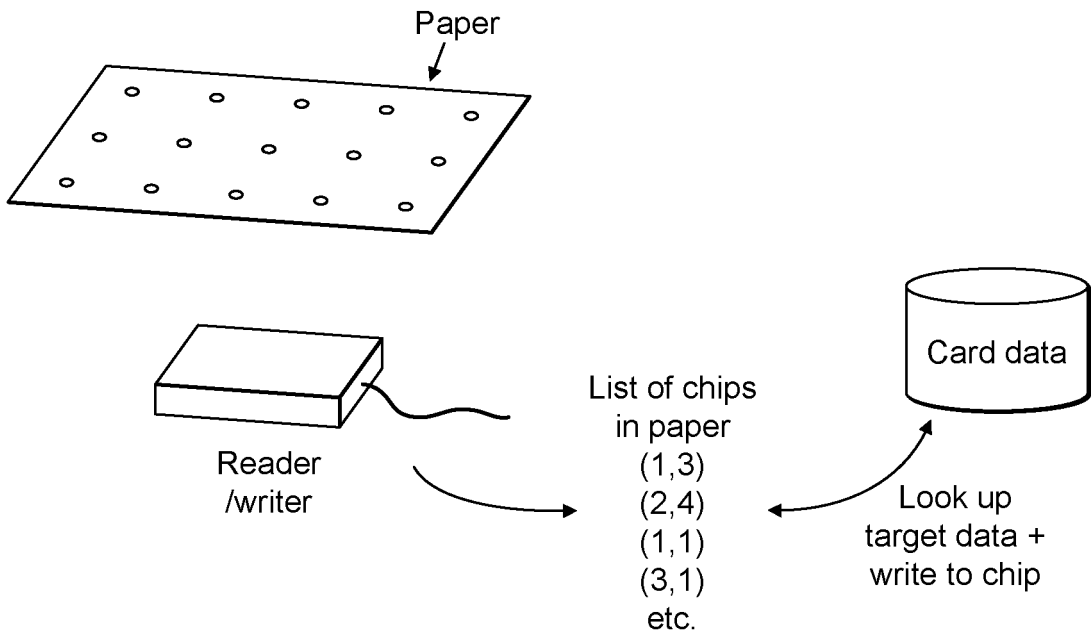 Paper
Reader
/writer
List of chips
in paper
(1,3)
(2,4)
(1,1)
(3,1)
etc.
Card data
Look up
target data +
write to chip